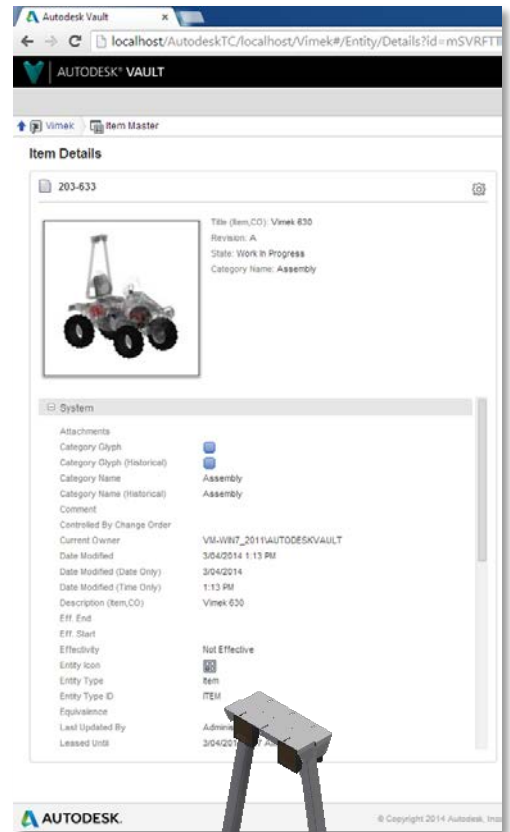 Autodesk Vault
localhost/AutodeskTC/localhost/Vimek#/Entity/Details?id=mSVRFT
AUTODESK® VAULT
Vimek Item Master
Item Details
203-633
Title (Item,CO): Vimek 630
Revision: A
State: Work In Progress
Category Name: Assembly
System
Attachments
Category Glyph
Category Glyph (Historical)
Category Name Assembly
Category Name (Historical) Assembly
Comment
Controlled By Change Order
Current Owner VM-WIN7_2011\AUTODESKVAULT
Date Modified 3/04/2014 1:13 PM
Date Modified (Date Only) 3/04/2014
Date Modified (Time Only) 1:13 PM
Description (Item,CO) Vimek 630
Eff. End
Eff. Start
Effectivity Not Effective
Entity Icon
Entity Type Item
Entity Type ID ITEM
Equivalence
Last Updated By
Leased Until
AUTODESK.
© Copyright 2014 Autodesk,